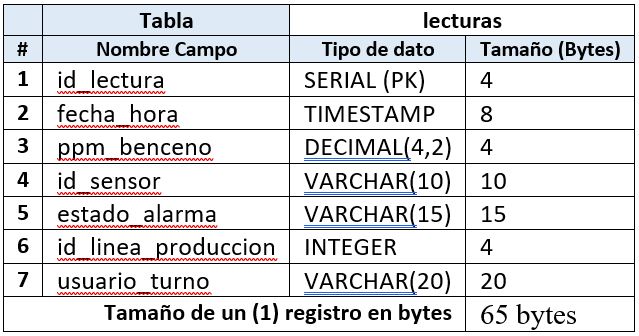 Tabla lecturas
# Nombre Campo Tipo de dato Tamaño (Bytes)
1 id_lectura SERIAL (PK) 4
2 fecha_hora TIMESTAMP 8
3 ppm_benceno DECIMAL(4,2) 4
4 id_sensor VARCHAR(10) 10
5 estado_alarma VARCHAR(15) 15
6 id_linea_produccion INTEGER 4
7 usuario_turno VARCHAR(20) 20
Tamaño de un (1) registro en bytes 65 bytes